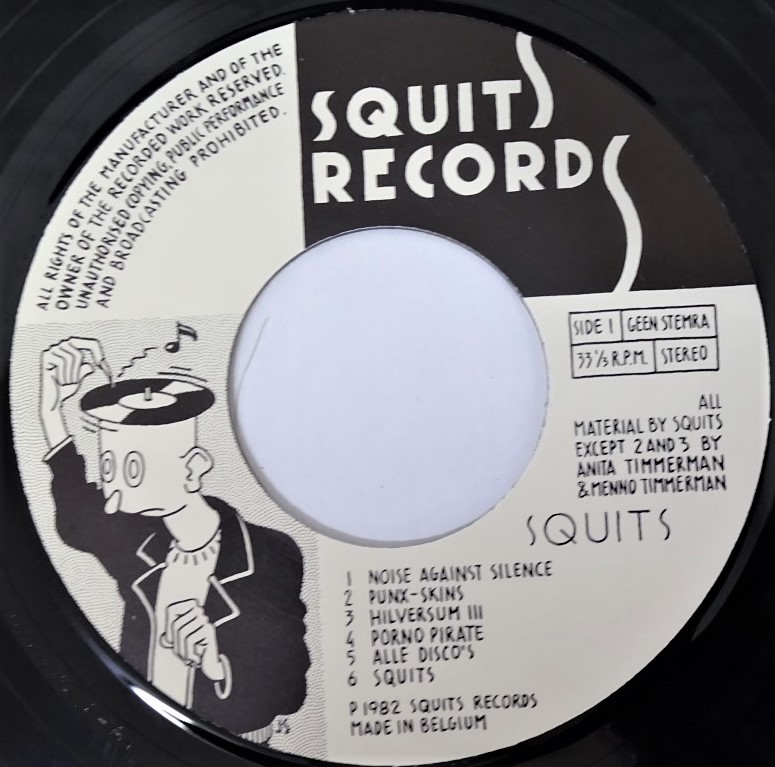 ALL RIGHTS OF THE MANUFACTURER AND OF THE
OWNER OF THE RECORDED WORK RESERVED.
UNAUTHORISED COPYING, PUBLIC PERFORMANCE
AND BROADCASTING PROHIBITED.
SQUITS
RECORDS
SIDE 1 GEEN STEMRA
33 1/3 R.P.M. STEREO
ALL
MATERIAL BY SQUITS
EXCEPT 2 AND 3 BY
ANITA TIMMERMAN
& MENNO TIMMERMAN
SQUITS
1 NOISE AGAINST SILENCE
2 PUNX-SKINS
3 HILVERSUM III
4 PORNO PIRATE
5 ALLE DISCO'S
6 SQUITS
P 1982 SQUITS RECORDS
MADE IN BELGIUM
JS